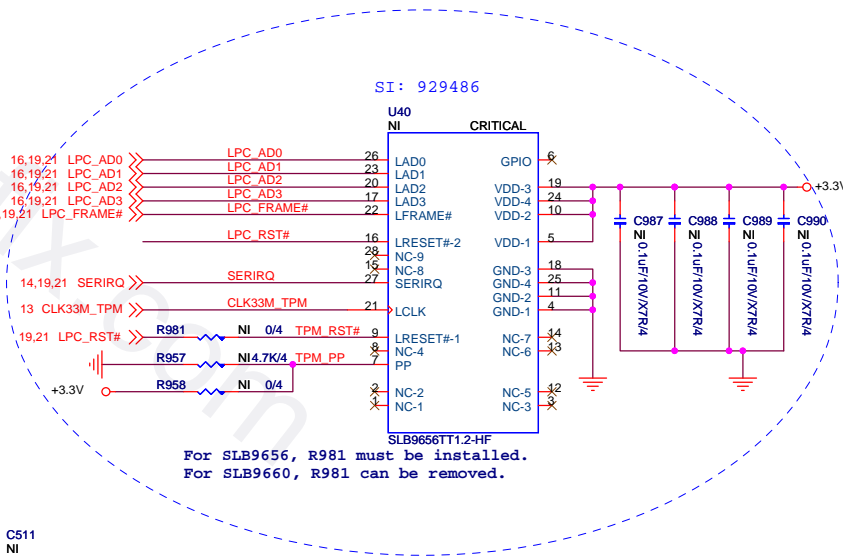 SI: 929486
U40
NI
CRITICAL
16,19,21 LPC_AD0 LPC_AD0 26 LAD0 GPIO 6
16,19,21 LPC_AD1 LPC_AD1 23 LAD1
16,19,21 LPC_AD2 LPC_AD2 20 LAD2 VDD-3 19 +3.3V
16,19,21 LPC_AD3 LPC_AD3 17 LAD3 VDD-4 24
,19,21 LPC_FRAME# LPC_FRAME# 22 LFRAME# VDD-2 10
LPC_RST# 16 LRESET#-2 VDD-1 5
28 NC-9
15 NC-8 GND-3 18
14,19,21 SERIRQ SERIRQ 27 SERIRQ GND-4 25
GND-2 11
13 CLK33M_TPM CLK33M_TPM 21 LCLK GND-1 4
19,21 LPC_RST# R981 NI 0/4 TPM_RST# 9 LRESET#-1 NC-7 14
8 NC-4 NC-6 13
R957 NI 4.7K/4 TPM_PP 7 PP
+3.3V R958 NI 0/4
2 NC-2 NC-5 12
1 NC-1 NC-3 3
C987
NI
0.1uF/10V/X7R/4
C988
NI
0.1uF/10V/X7R/4
C989
NI
0.1uF/10V/X7R/4
C990
NI
0.1uF/10V/X7R/4
SLB9656TT1.2-HF
For SLB9656, R981 must be installed.
For SLB9660, R981 can be removed.
C511
NI